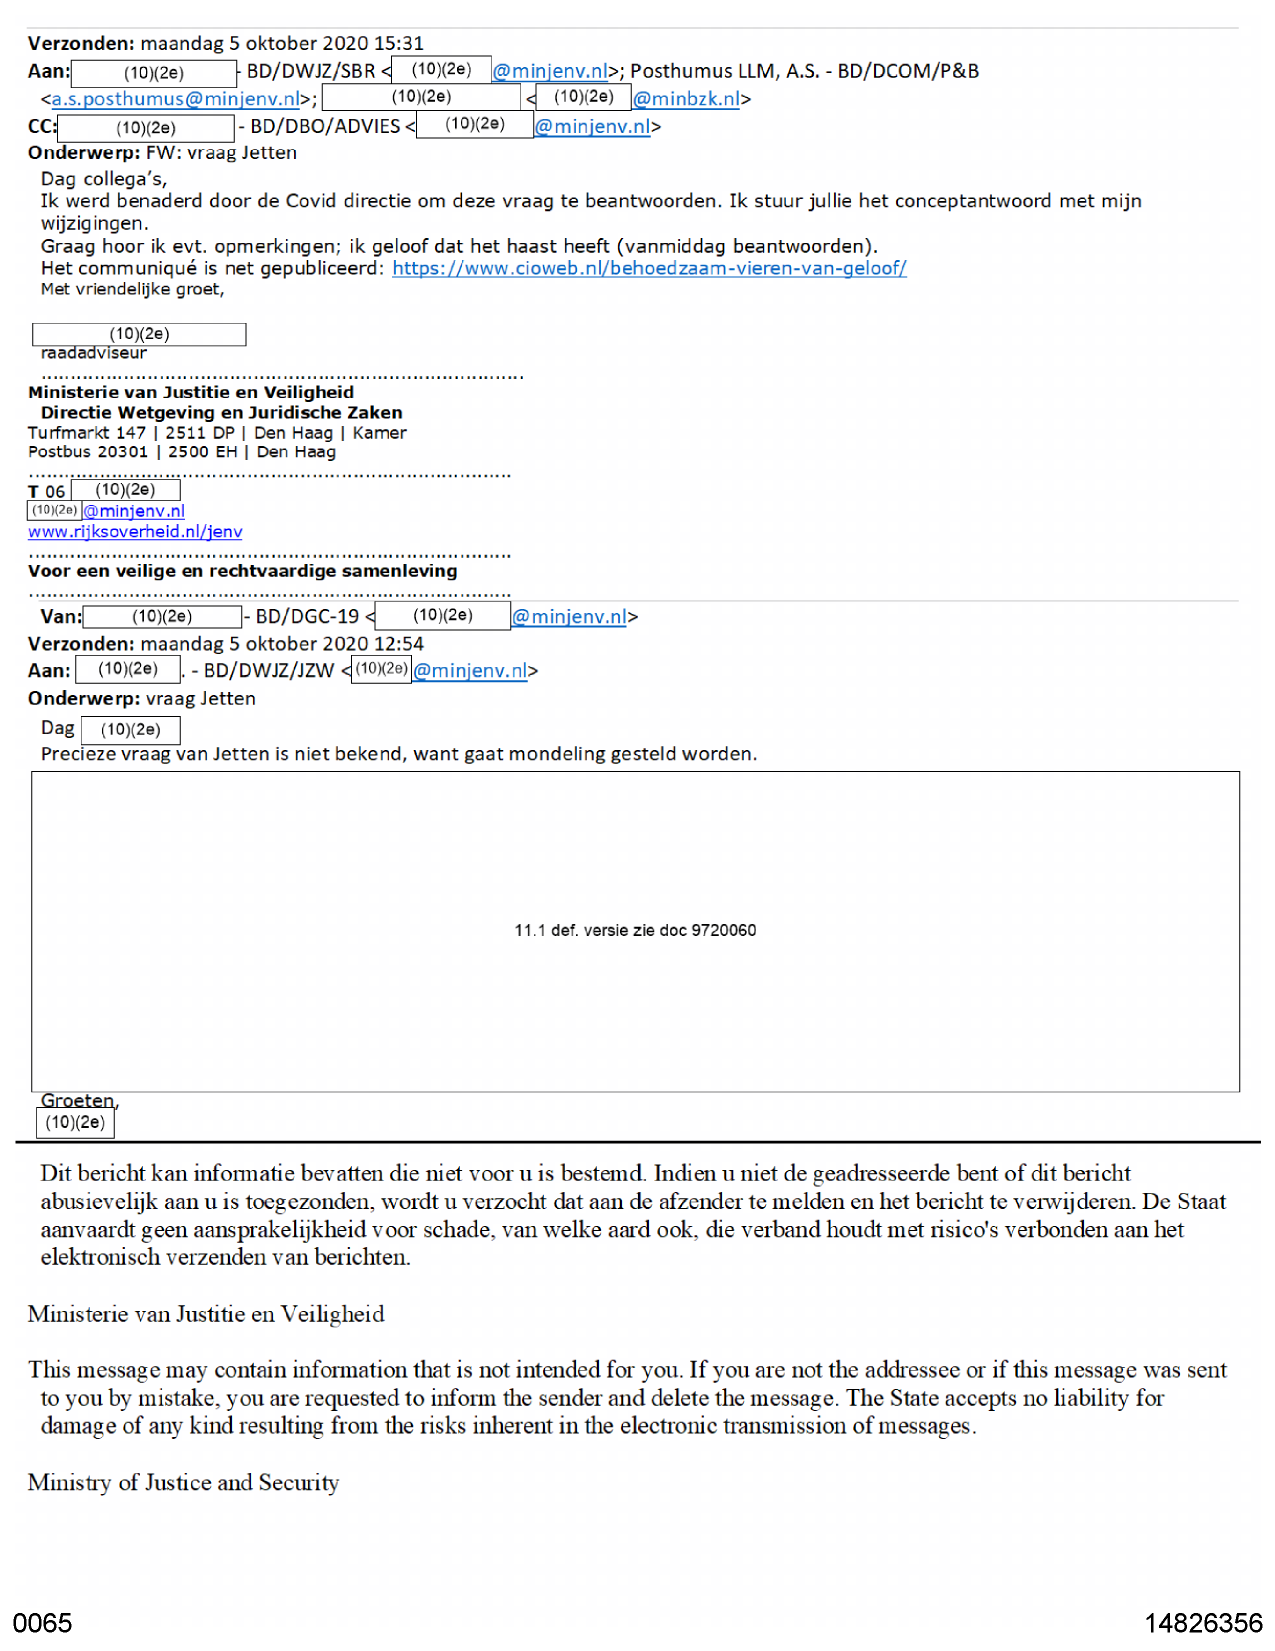 Verzonden: maandag 5 oktober 2020 15:31
Aan: (10)(2e) - BD/DWJZ/SBR < (10)(2e) @minjenv.nl>; Posthumus LLM, A.S. - BD/DCOM/P&B
<a.s.posthumus@minjenv.nl>; (10)(2e) < (10)(2e) @minbzk.nl>
CC: (10)(2e) - BD/DBO/ADVIES < (10)(2e) @minjenv.nl>
Onderwerp: FW: vraag Jetten
Dag collega's,
Ik werd benaderd door de Covid directie om deze vraag te beantwoorden. Ik stuur jullie het conceptantwoord met mijn
wijzigingen.
Graag hoor ik evt. opmerkingen; ik geloof dat het haast heeft (vanmiddag beantwoorden).
Het communiqué is net gepubliceerd: https://www.cioweb.nl/behoedzaam-vieren-van-geloof/
Met vriendelijke groet,
(10)(2e)
raadadviseur
................................................................................
Ministerie van Justitie en Veiligheid
Directie Wetgeving en Juridische Zaken
Turfmarkt 147 | 2511 DP | Den Haag | Kamer
Postbus 20301 | 2500 EH | Den Haag
................................................................................
T 06 (10)(2e)
(10)(2e) @minjenv.nl
www.rijksoverheid.nl/jenv
................................................................................
Voor een veilige en rechtvaardige samenleving
................................................................................
Van: (10)(2e) - BD/DGC-19 < (10)(2e) @minjenv.nl>
Verzonden: maandag 5 oktober 2020 12:54
Aan: (10)(2e) . - BD/DWJZ/JZW < (10)(2e) @minjenv.nl>
Onderwerp: vraag Jetten
Dag (10)(2e)
Precieze vraag van Jetten is niet bekend, want gaat mondeling gesteld worden.
11.1 def. versie zie doc 9720060
Groeten,
(10)(2e)
Dit bericht kan informatie bevatten die niet voor u is bestemd. Indien u niet de geadresseerde bent of dit bericht
abusievelijk aan u is toegezonden, wordt u verzocht dat aan de afzender te melden en het bericht te verwijderen. De Staat
aanvaardt geen aansprakelijkheid voor schade, van welke aard ook, die verband houdt met risico's verbonden aan het
elektronisch verzenden van berichten.
Ministerie van Justitie en Veiligheid
This message may contain information that is not intended for you. If you are not the addressee or if this message was sent
to you by mistake, you are requested to inform the sender and delete the message. The State accepts no liability for
damage of any kind resulting from the risks inherent in the electronic transmission of messages.
Ministry of Justice and Security
0065
14826356